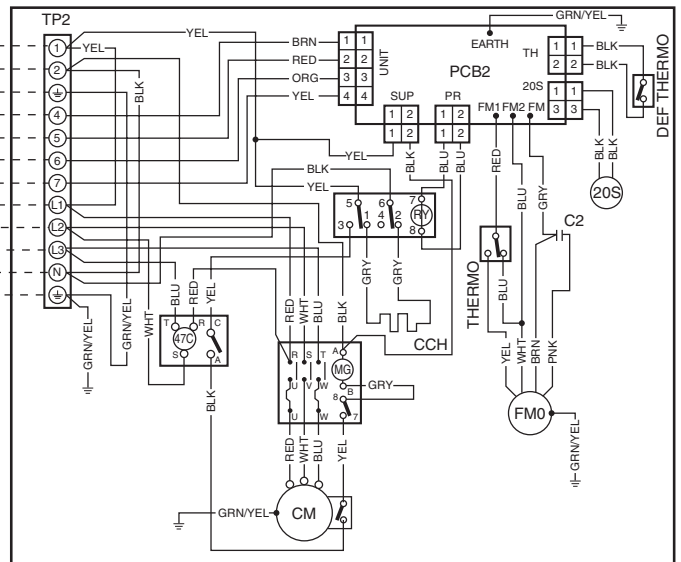 TP2
GRN/YEL
YEL
1 YEL
BRN 1 1
EARTH
TH 1 1 BLK
2
RED 2 2
UNIT
PCB2
2 2 BLK
BLK
ORG 3 3
20S
DEF THERMO
4
YEL 4 4
SUP PR
1 1
3 3
5
1 2 1 2
FM1 FM2 FM
1 2 1 2
6
YEL BLK BLU BLU
RED BLU GRY
BLK BLK
7
BLK
YEL
20S
L1
5 6 7
RY
C2
L2
3 1 4 2 8
L3
BLU RED YEL
GRY GRY
THERMO
BLU
N
RED WHT BLU BLK
CCH
GRN/YEL GRN/YEL WHT
T R C
47C
S A
R S T A
MG
YEL WHT BRN PNK
U V W B
GRY
BLK
8
U W 7
FM0
RED WHT BLU YEL
GRN/YEL
GRN/YEL
CM